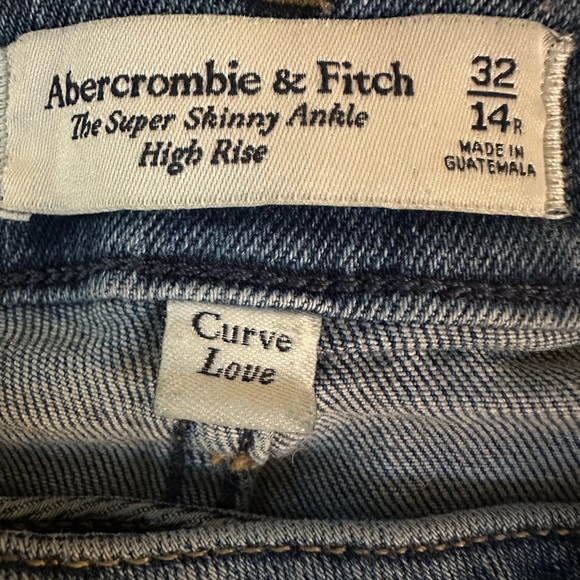 Abercrombie & Fitch
The Super Skinny Ankle
High Rise
32
14R
MADE IN
GUATEMALA
Curve
Love